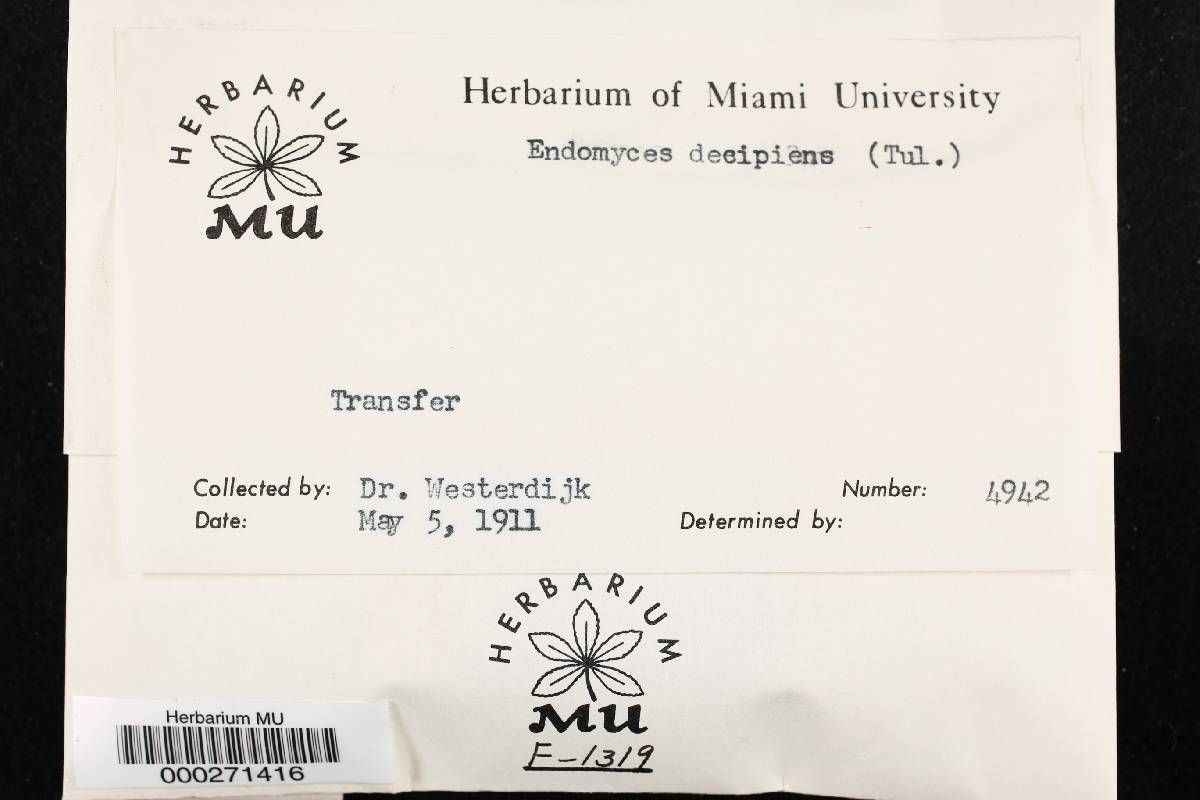 HERBARIUM
MU
Herbarium of Miami University
Endomyces decipiens (Tul.)
Transfer
Collected by: Dr. Westerdijk Number: 4942
Date: May 5, 1911 Determined by:
HERBARIUM
MU
F-1319
Herbarium MU
000271416